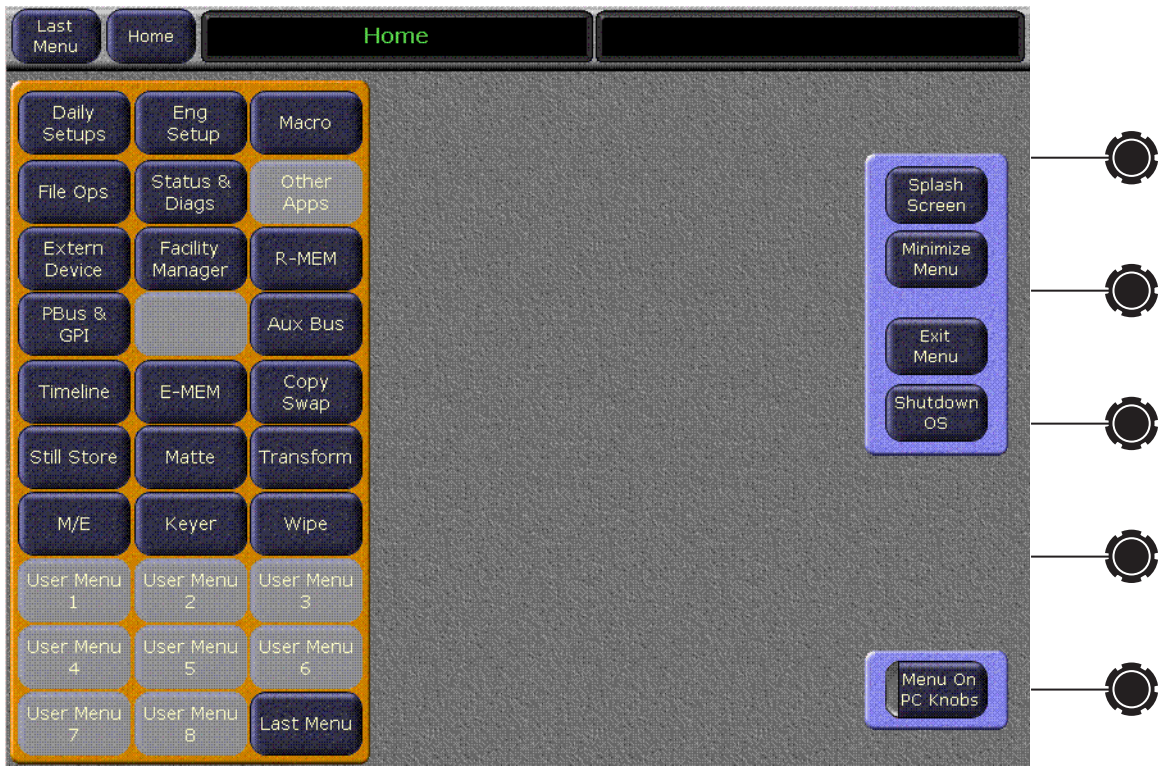 Last
Menu
Home
Home
Daily
Setups
Eng
Setup
Macro
File Ops
Status &
Diags
Other
Apps
Extern
Device
Facility
Manager
R-MEM
PBus &
GPI
Aux Bus
Timeline
E-MEM
Copy
Swap
Still Store
Matte
Transform
M/E
Keyer
Wipe
User Menu
1
User Menu
2
User Menu
3
User Menu
4
User Menu
5
User Menu
6
User Menu
7
User Menu
8
Last Menu
Splash
Screen
Minimize
Menu
Exit
Menu
Shutdown
OS
Menu On
PC Knobs